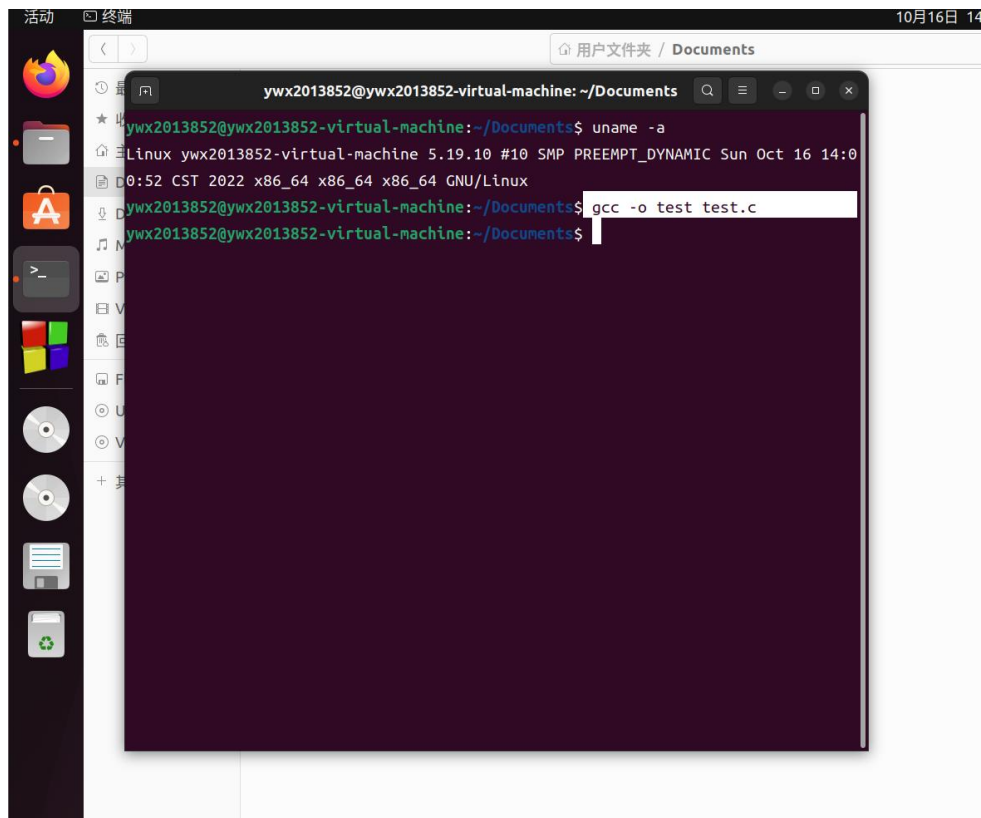 活动 终端 10月16日 14
用户文件夹 / Documents
ywx2013852@ywx2013852-virtual-machine: ~/Documents
ywx2013852@ywx2013852-virtual-machine:~/Documents$ uname -a
Linux ywx2013852-virtual-machine 5.19.10 #10 SMP PREEMPT_DYNAMIC Sun Oct 16 14:0
0:52 CST 2022 x86_64 x86_64 x86_64 GNU/Linux
ywx2013852@ywx2013852-virtual-machine:~/Documents$ gcc -o test test.c
ywx2013852@ywx2013852-virtual-machine:~/Documents$